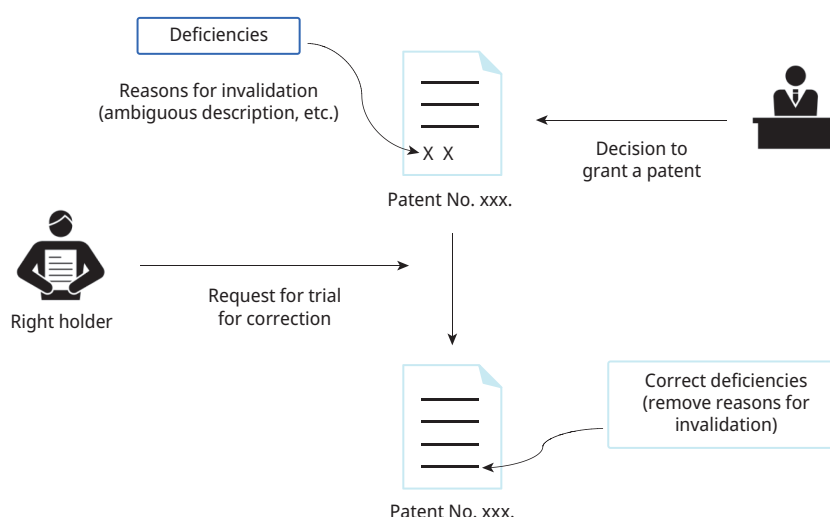 Deficiencies
Reasons for invalidation
(ambiguous description, etc.)
X X
Decision to
grant a patent
Patent No. xxx.
Right holder
Request for trial
for correction
Correct deficiencies
(remove reasons for
invalidation)
Patent No. xxx.